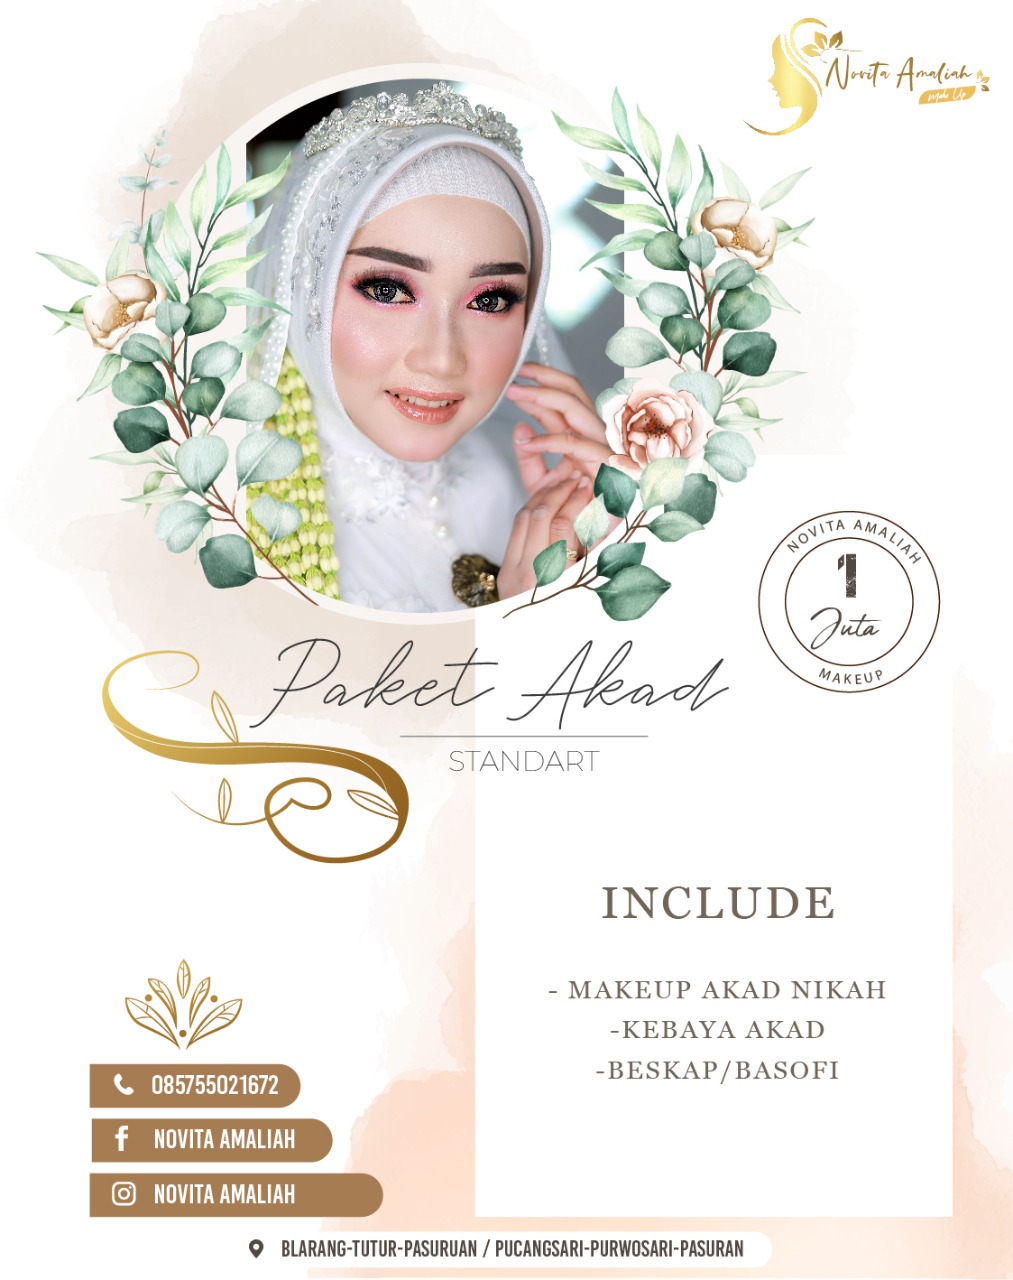 Novita Amaliah
Make Up
NOVITA AMALIAH
1
Juta
MAKEUP
Paket Akad
STANDART
INCLUDE
- MAKEUP AKAD NIKAH
-KEBAYA AKAD
-BESKAP/BASOFI
085755021672
NOVITA AMALIAH
NOVITA AMALIAH
BLARANG-TUTUR-PASURUAN / PUCANGSARI-PURWOSARI-PASURAN